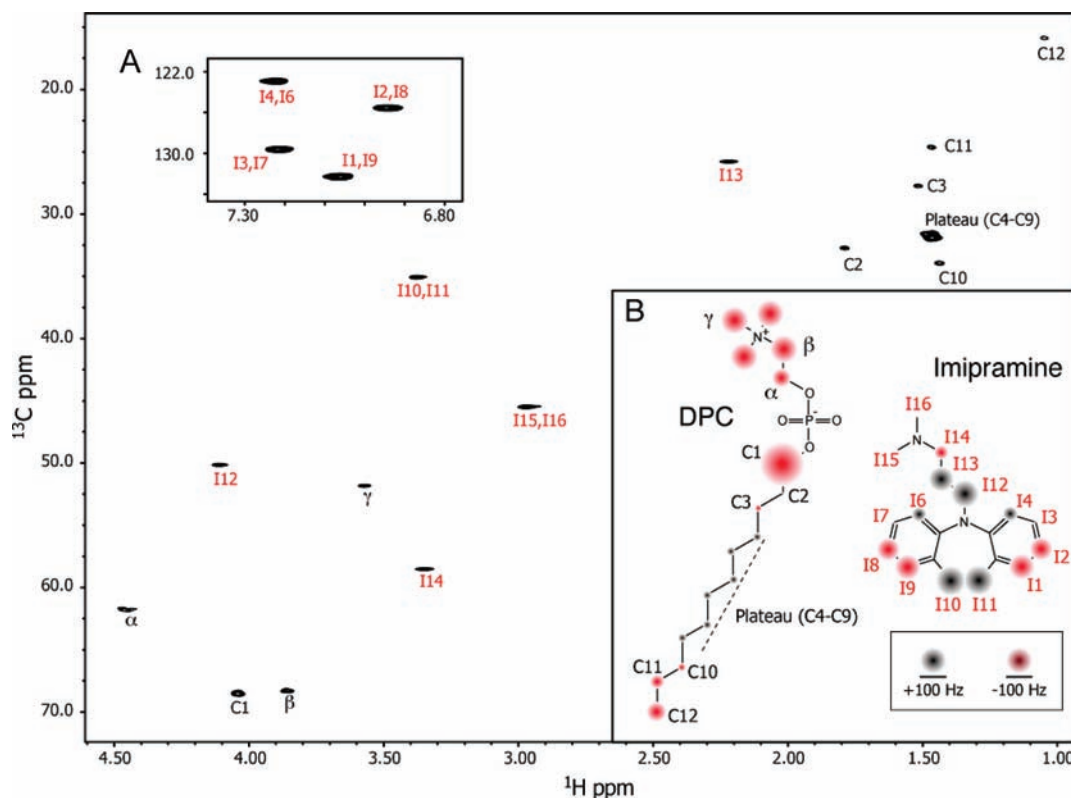 A
122.0
130.0
7.30
6.80
I4,I6
I2,I8
I3,I7
I1,I9
C12
C11
C3
Plateau (C4-C9)
C2
C10
I13
I10,I11
I15,I16
I12
γ
I14
α
C1
β
20.0
30.0
40.0
50.0
60.0
70.0
¹³C ppm
4.50
4.00
3.50
3.00
2.50
2.00
1.50
1.00
¹H ppm
B
γ
N⁺
β
α
O
O
P⁻
O
O
DPC
C1
C3
C2
Plateau (C4-C9)
C11
C10
C12
Imipramine
I16
N
I14
I15
I13
I12
I6
I4
I7
N
I3
I8
I2
I9
I1
I10
I11
+100 Hz
-100 Hz